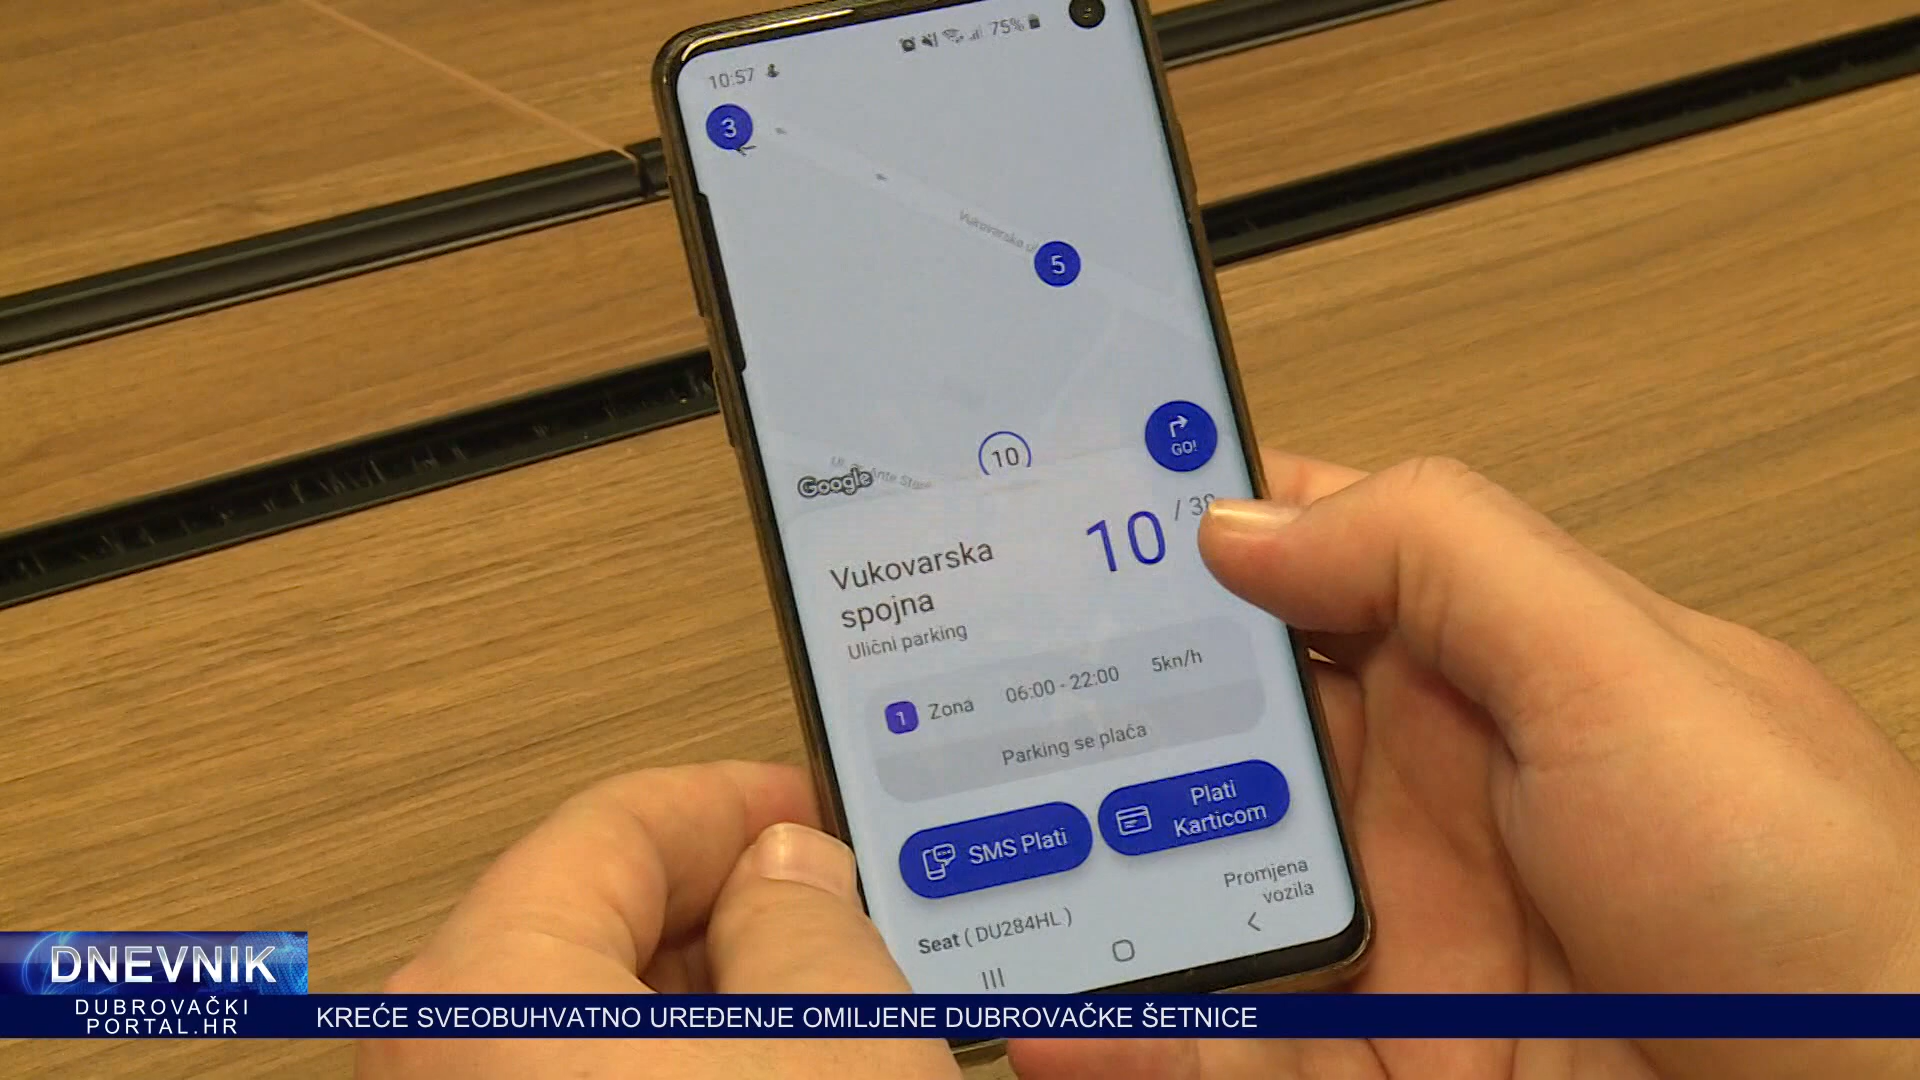 10:57
75%
3
Vukovarska ul
5
10
GO!
Google
10 / 38
Vukovarska
spojna
Ulični parking
1 Zona 06:00 - 22:00 5kn/h
Parking se plaća
SMS Plati
Plati
Karticom
Promjena
vozila
Seat ( DU284HL )
DNEVNIK
DUBROVAČKI
PORTAL.HR
KREĆE SVEOBUHVATNO UREĐENJE OMILJENE DUBROVAČKE ŠETNICE